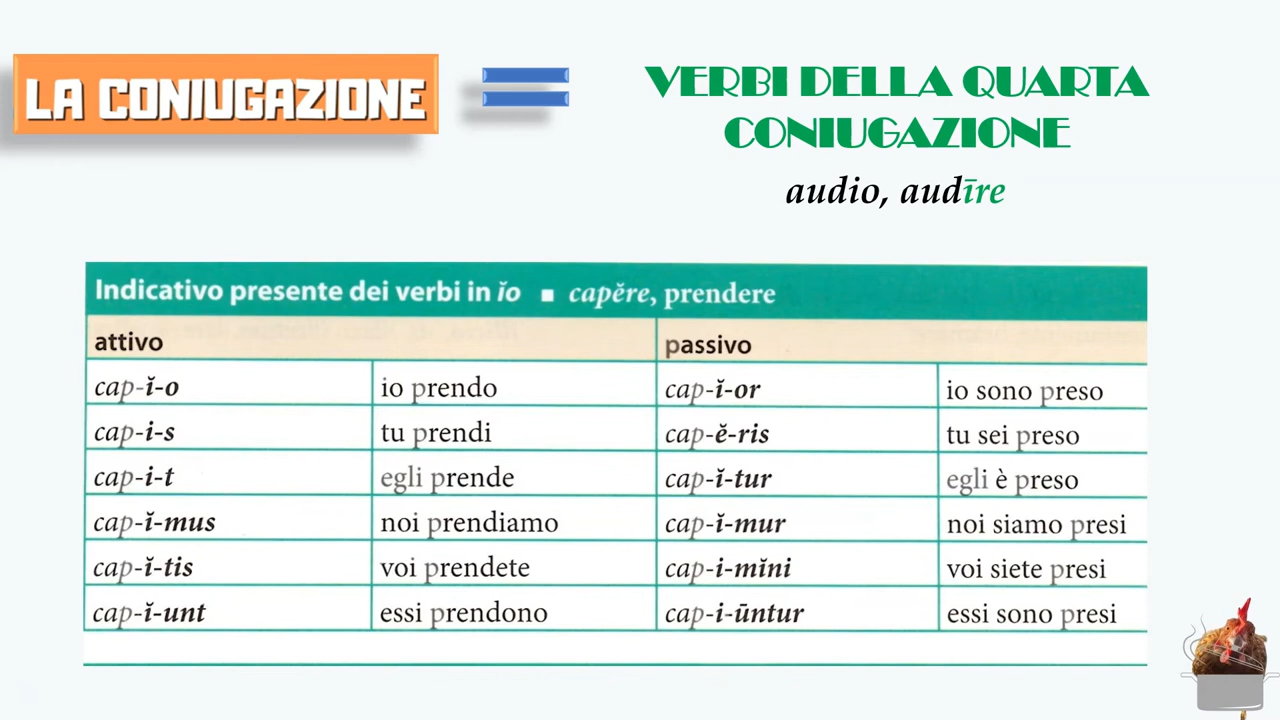 LA CONIUGAZIONE
VERBI DELLA QUARTA
CONIUGAZIONE
audio, audīre
Indicativo presente dei verbi in ĭo ■ capĕre, prendere
attivo passivo
cap-ĭ-o io prendo cap-ĭ-or io sono preso
cap-i-s tu prendi cap-ĕ-ris tu sei preso
cap-i-t egli prende cap-ĭ-tur egli è preso
cap-ĭ-mus noi prendiamo cap-ĭ-mur noi siamo presi
cap-ĭ-tis voi prendete cap-i-mĭni voi siete presi
cap-ĭ-unt essi prendono cap-i-ūntur essi sono presi